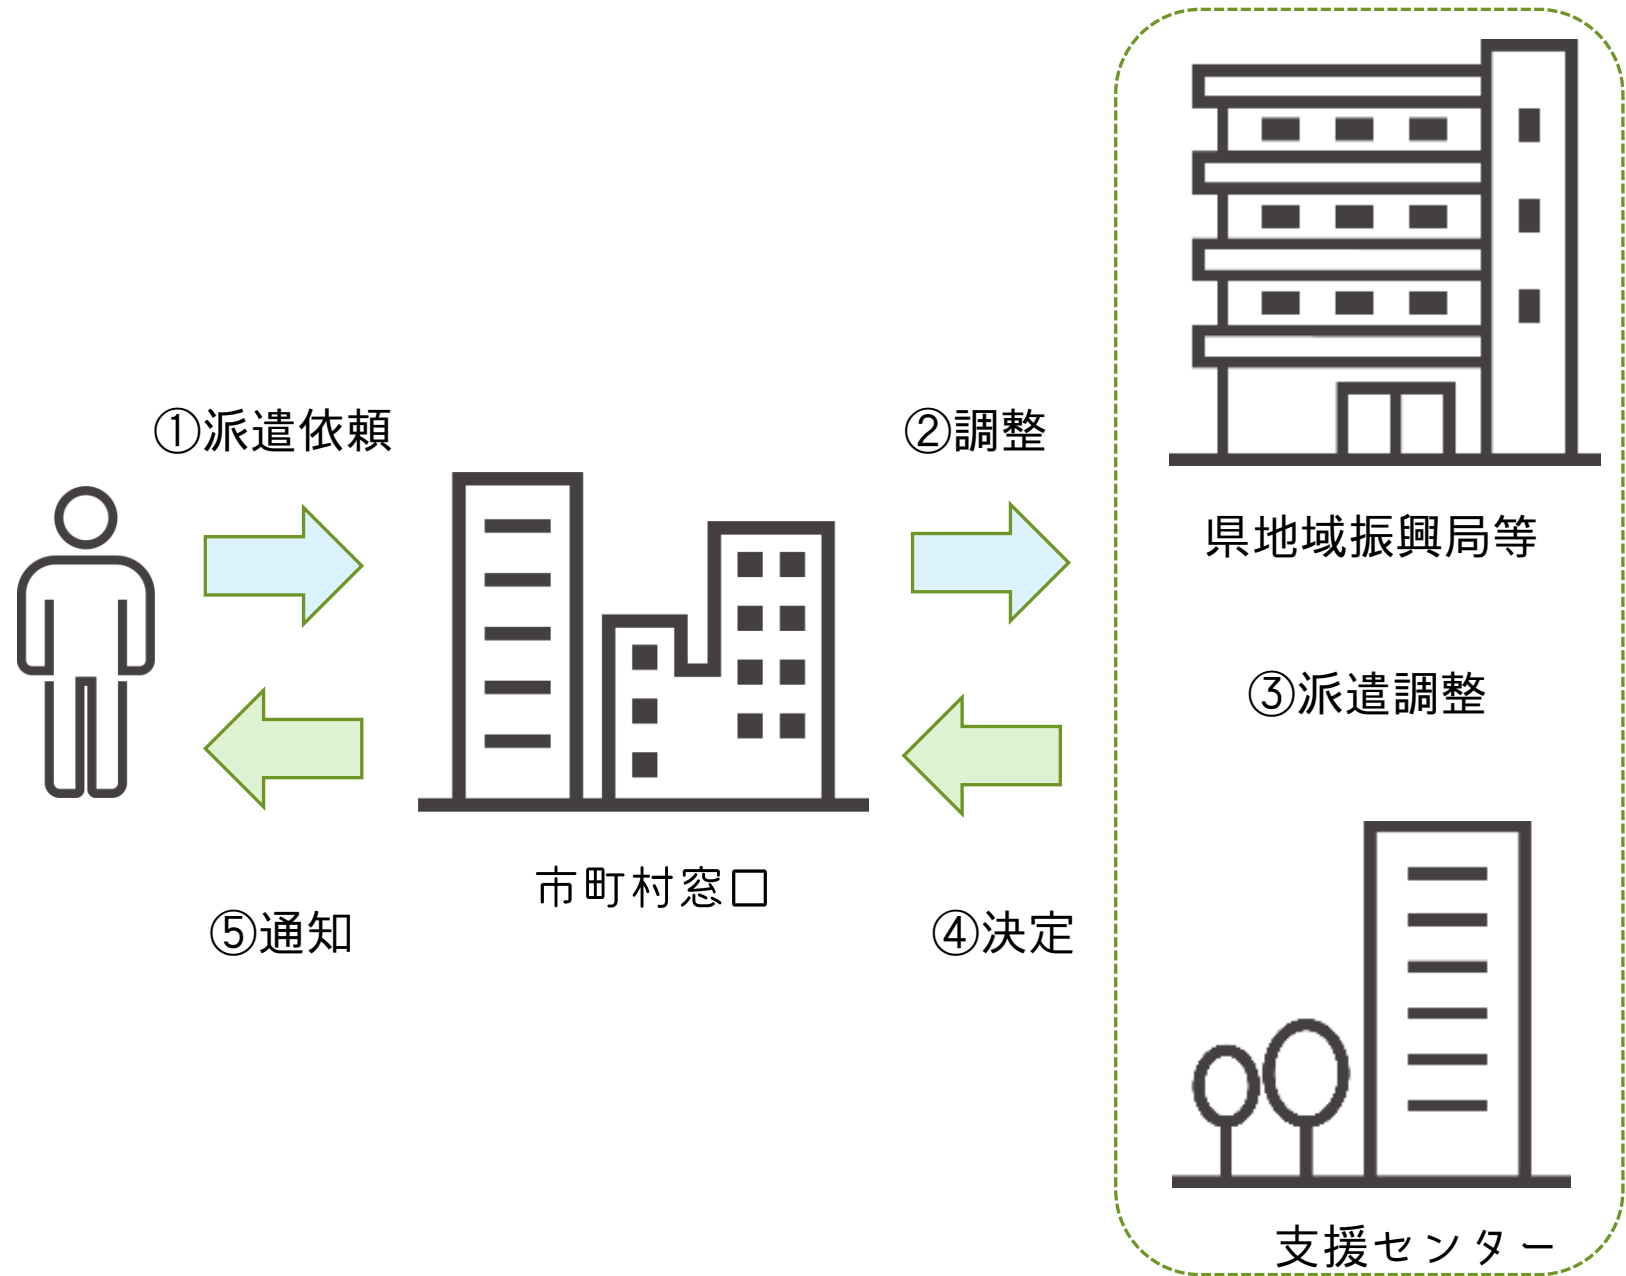 ①派遣依頼
②調整
県地域振興局等
③派遣調整
市町村窓口
⑤通知
④決定
支援センター